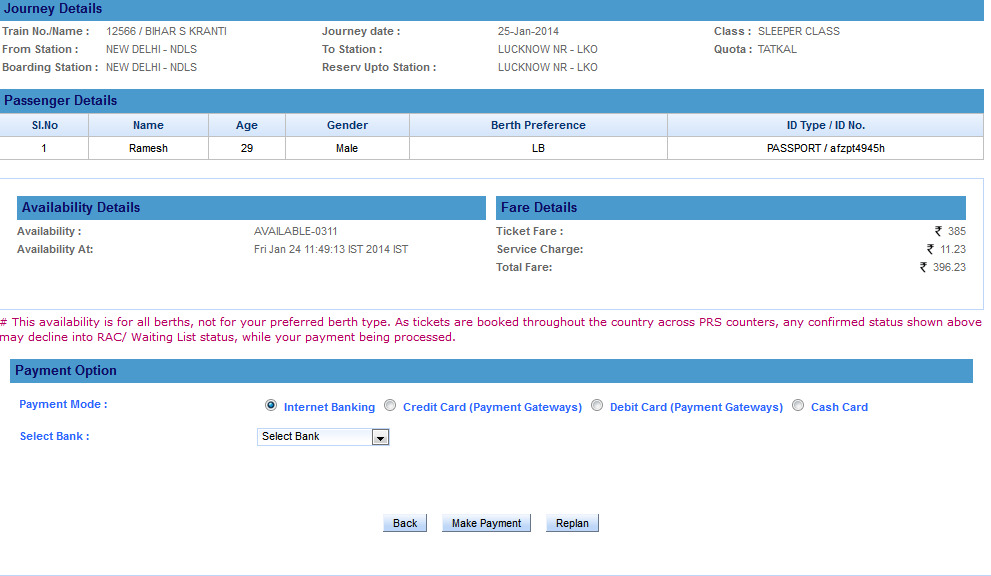 Journey Details
Train No./Name : 12566 / BIHAR S KRANTI Journey date : 25-Jan-2014 Class : SLEEPER CLASS
From Station : NEW DELHI - NDLS To Station : LUCKNOW NR - LKO Quota : TATKAL
Boarding Station : NEW DELHI - NDLS Reserv Upto Station : LUCKNOW NR - LKO
Passenger Details
Sl.No Name Age Gender Berth Preference ID Type / ID No.
1 Ramesh 29 Male LB PASSPORT / afzpt4945h
Availability Details Fare Details
Availability : AVAILABLE-0311 Ticket Fare : ₹ 385
Availability At: Fri Jan 24 11:49:13 IST 2014 IST Service Charge: ₹ 11.23
Total Fare: ₹ 396.23
# This availability is for all berths, not for your preferred berth type. As tickets are booked throughout the country across PRS counters, any confirmed status shown above
may decline into RAC/ Waiting List status, while your payment being processed.
Payment Option
Payment Mode : Internet Banking Credit Card (Payment Gateways) Debit Card (Payment Gateways) Cash Card
Select Bank : Select Bank
Back Make Payment Replan